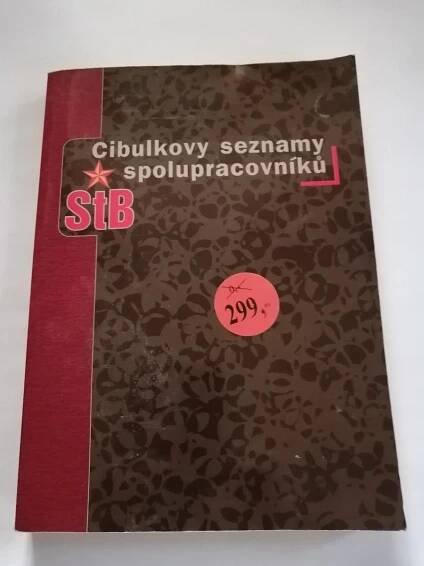 Cibulkovy seznamy
spolupracovníků
StB
299,-